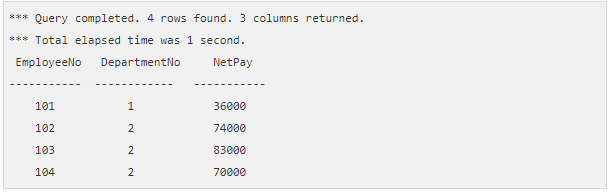 *** Query completed. 4 rows found. 3 columns returned.
*** Total elapsed time was 1 second.
EmployeeNo DepartmentNo NetPay
----------- ------------ -----------
101 1 36000
102 2 74000
103 2 83000
104 2 70000